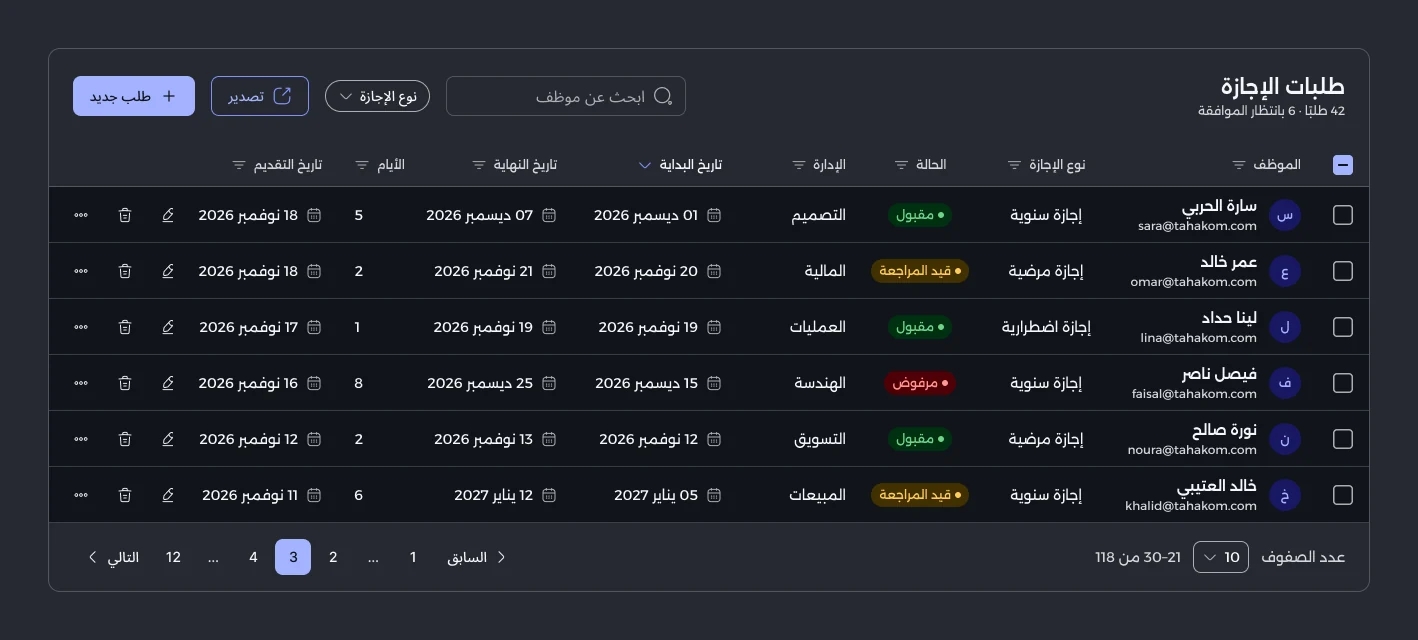 طلبات الإجازة
42 طلبًا · 6 بانتظار الموافقة
ابحث عن موظف
نوع الإجازة
تصدير
طلب جديد
الموظف نوع الإجازة الحالة الإدارة تاريخ البداية تاريخ النهاية الأيام تاريخ التقديم
س سارة الحربي sara@tahakom.com إجازة سنوية مقبول التصميم 01 ديسمبر 2026 07 ديسمبر 2026 5 18 نوفمبر 2026
ع عمر خالد omar@tahakom.com إجازة مرضية قيد المراجعة المالية 20 نوفمبر 2026 21 نوفمبر 2026 2 18 نوفمبر 2026
ل لينا حداد lina@tahakom.com إجازة اضطرارية مقبول العمليات 19 نوفمبر 2026 19 نوفمبر 2026 1 17 نوفمبر 2026
ف فيصل ناصر faisal@tahakom.com إجازة سنوية مرفوض الهندسة 15 ديسمبر 2026 25 ديسمبر 2026 8 16 نوفمبر 2026
ن نورة صالح noura@tahakom.com إجازة مرضية مقبول التسويق 12 نوفمبر 2026 13 نوفمبر 2026 2 12 نوفمبر 2026
خ خالد العتيبي khalid@tahakom.com إجازة سنوية قيد المراجعة المبيعات 05 يناير 2027 12 يناير 2027 6 11 نوفمبر 2026
عدد الصفوف 10 21–30 من 118
السابق 1 ... 2 3 4 ... 12 التالي